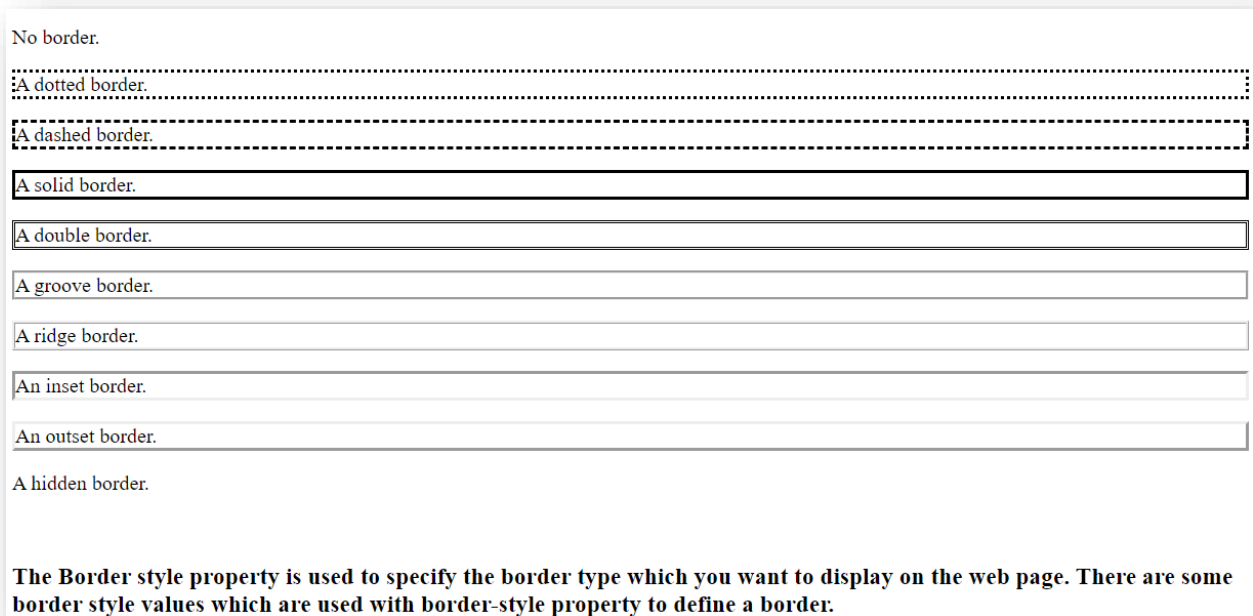 No border.
A dotted border.
A dashed border.
A solid border.
A double border.
A groove border.
A ridge border.
An inset border.
An outset border.
A hidden border.
The Border style property is used to specify the border type which you want to display on the web page. There are some
border style values which are used with border-style property to define a border.